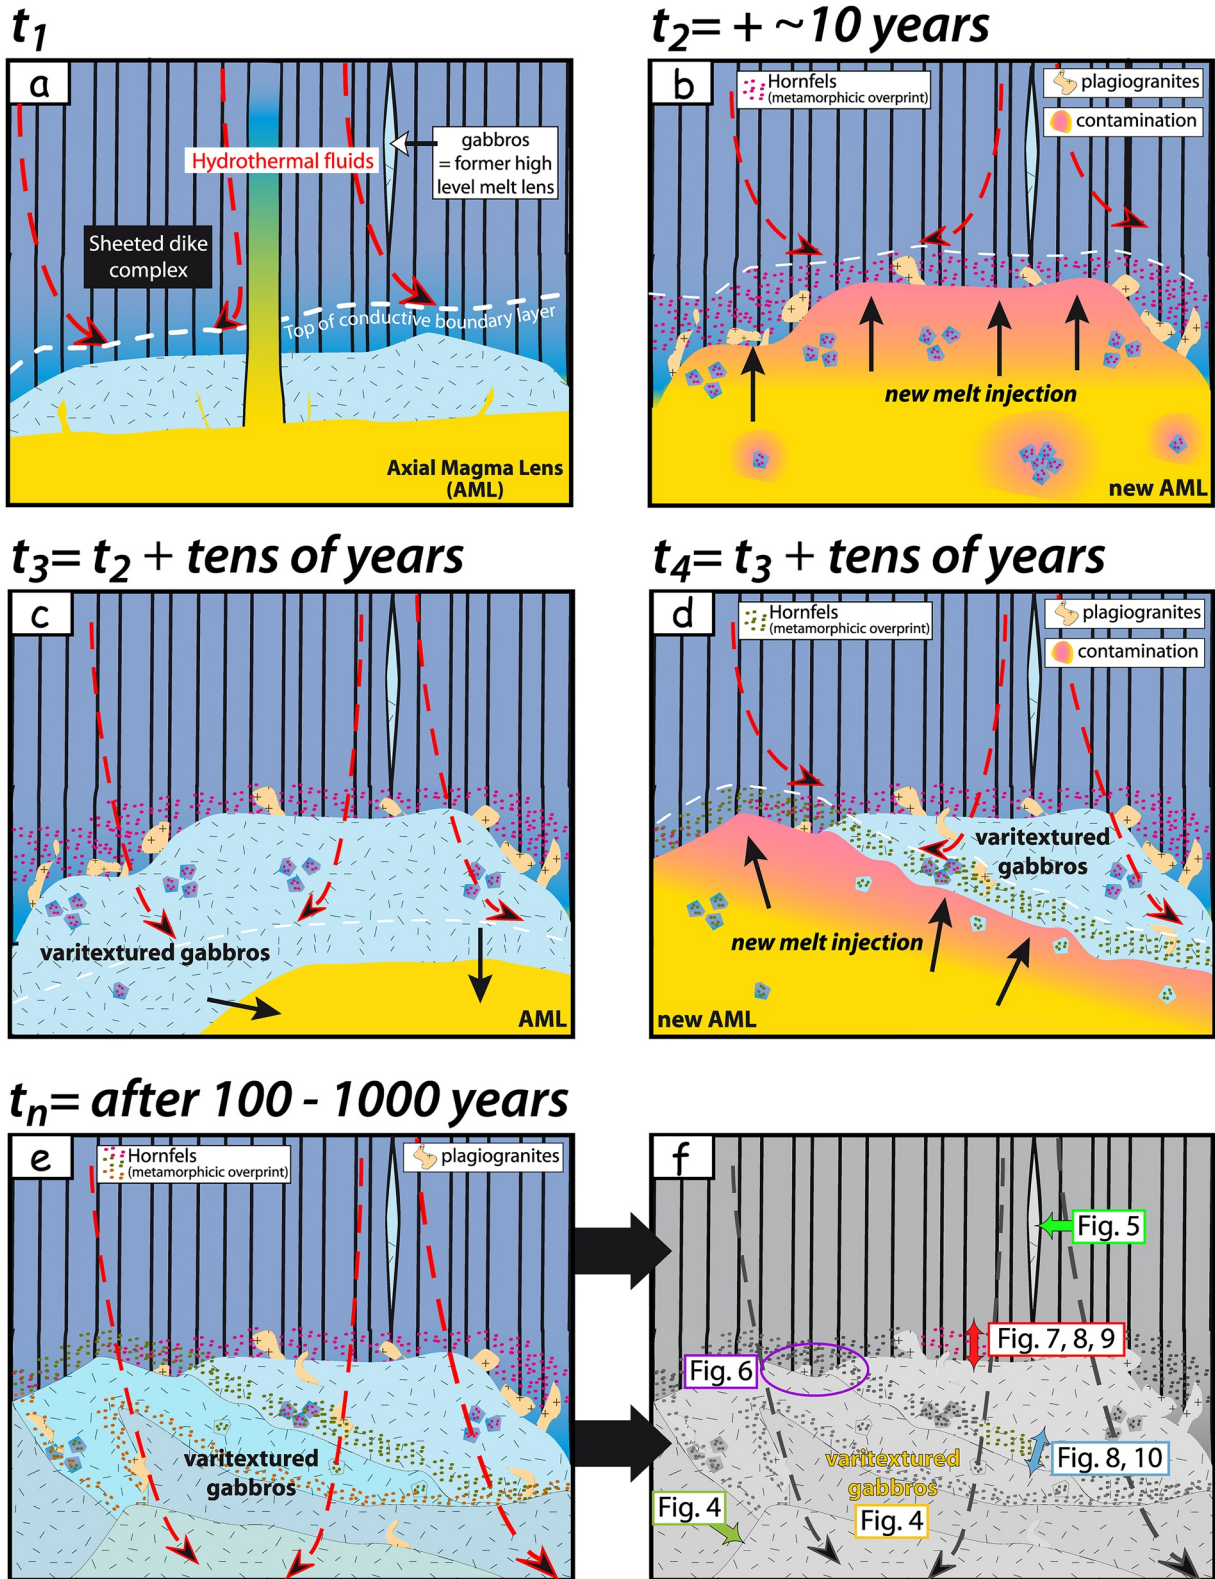 t1
a
Hydrothermal fluids
gabbros
= former high
level melt lens
Sheeted dike
complex
Top of conductive boundary layer
Axial Magma Lens
(AML)
t2= + ~10 years
b
Hornfels
(metamorphicic overprint)
plagiogranites
contamination
new melt injection
new AML
t3= t2 + tens of years
c
varitextured gabbros
AML
t4= t3 + tens of years
d
Hornfels
(metamorphicic overprint)
plagiogranites
contamination
varitextured
gabbros
new melt injection
new AML
tn= after 100 - 1000 years
e
Hornfels
(metamorphicic overprint)
plagiogranites
varitextured
gabbros
f
Fig. 5
Fig. 7, 8, 9
Fig. 6
varitextured
gabbros
Fig. 8, 10
Fig. 4
Fig. 4